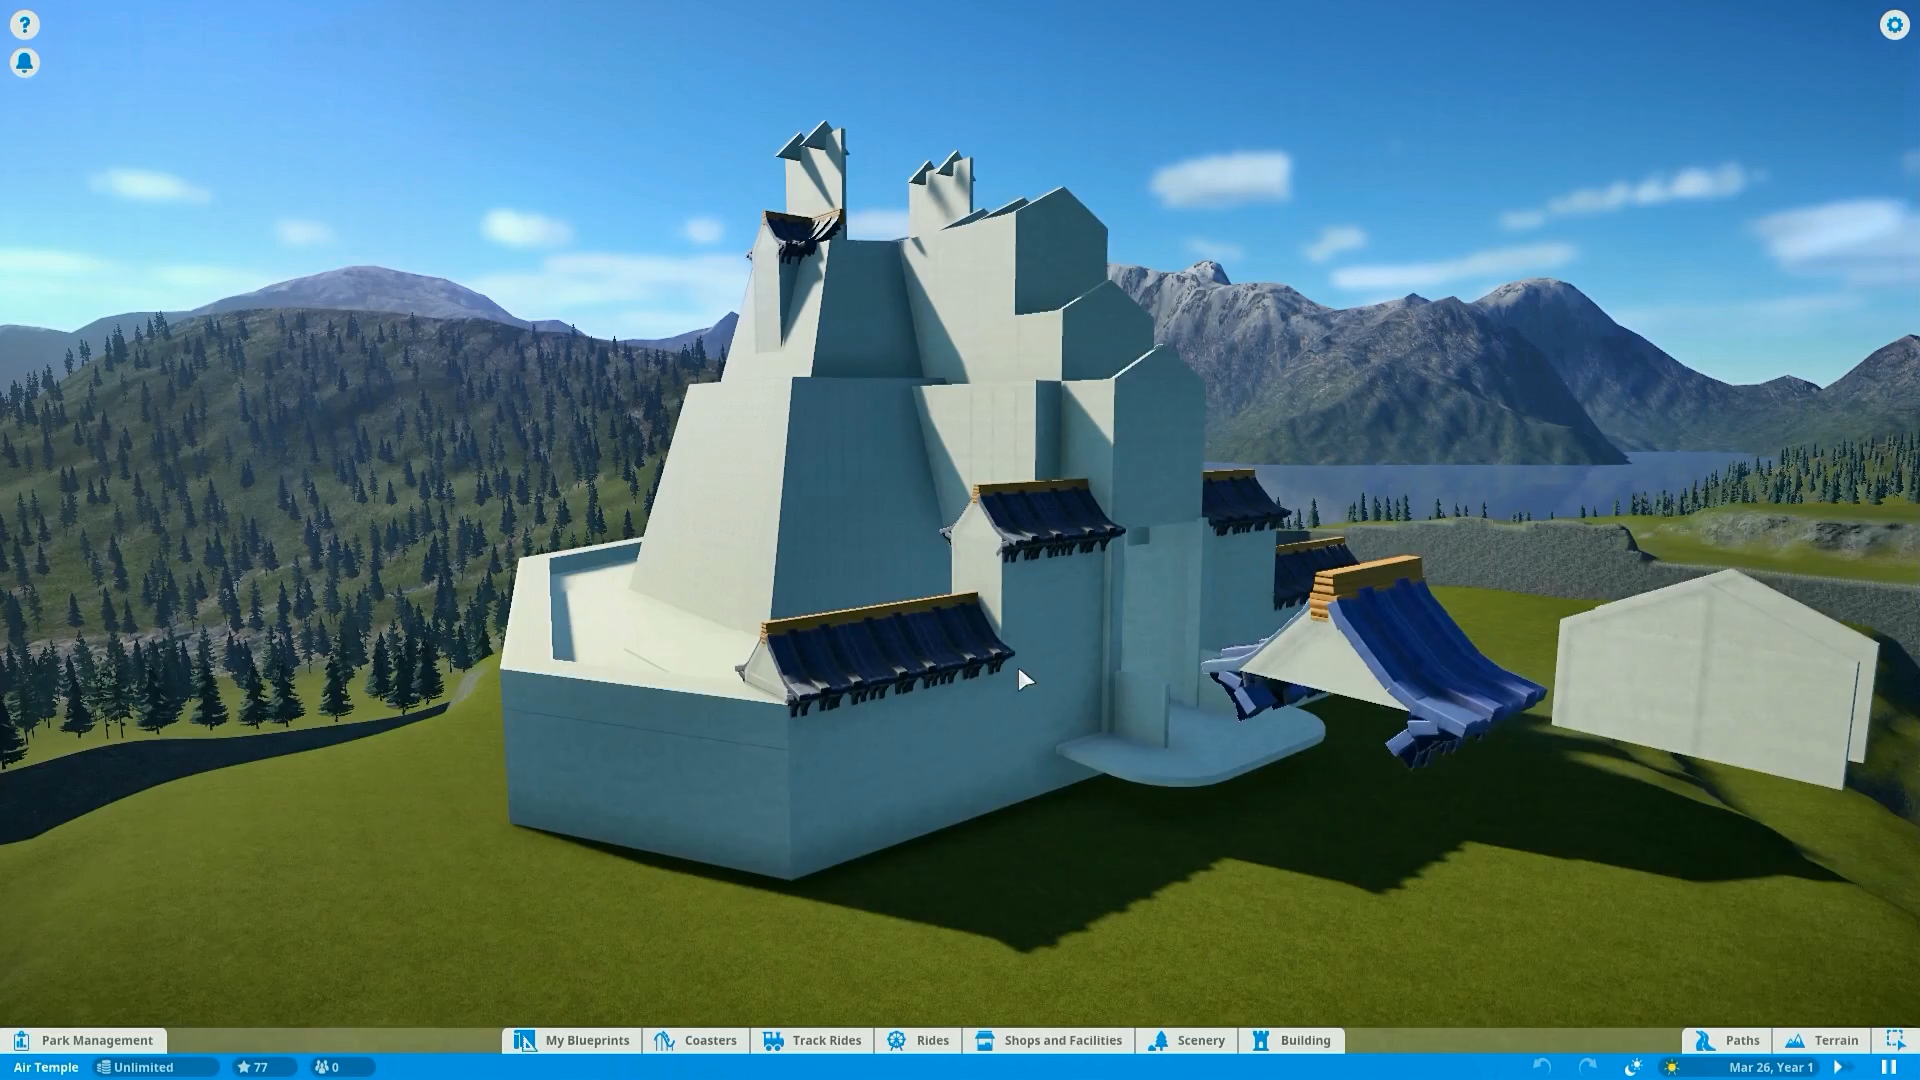 ?
Park Management
My Blueprints
Coasters
Track Rides
Rides
Shops and Facilities
Scenery
Building
Paths
Terrain
Air Temple
Unlimited
77
0
Mar 26, Year 1